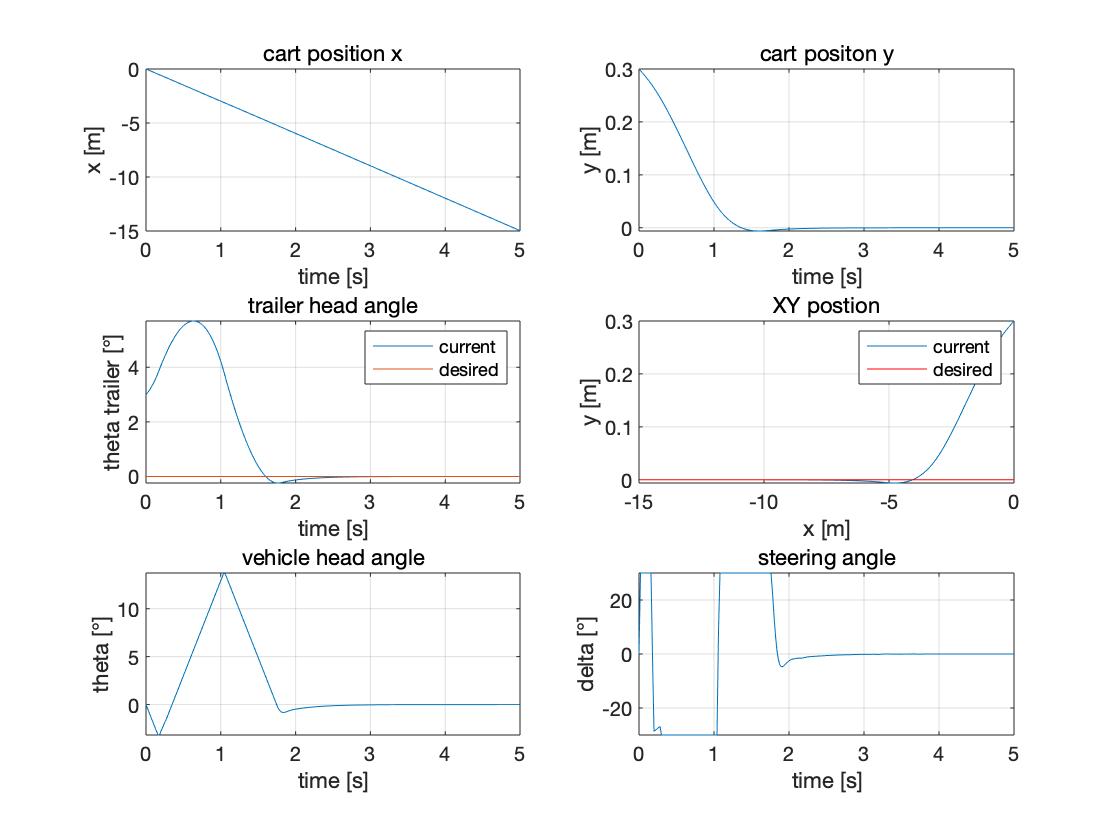 cart position x
0
-5
-10
-15
x [m]
0 1 2 3 4 5
time [s]
cart positon y
0.3
0.2
0.1
0
y [m]
0 1 2 3 4 5
time [s]
trailer head angle
4
2
0
theta trailer [°]
current
desired
0 1 2 3 4 5
time [s]
XY postion
0.3
0.2
0.1
0
y [m]
current
desired
-15 -10 -5 0
x [m]
vehicle head angle
10
5
0
theta [°]
0 1 2 3 4 5
time [s]
steering angle
20
0
-20
delta [°]
0 1 2 3 4 5
time [s]